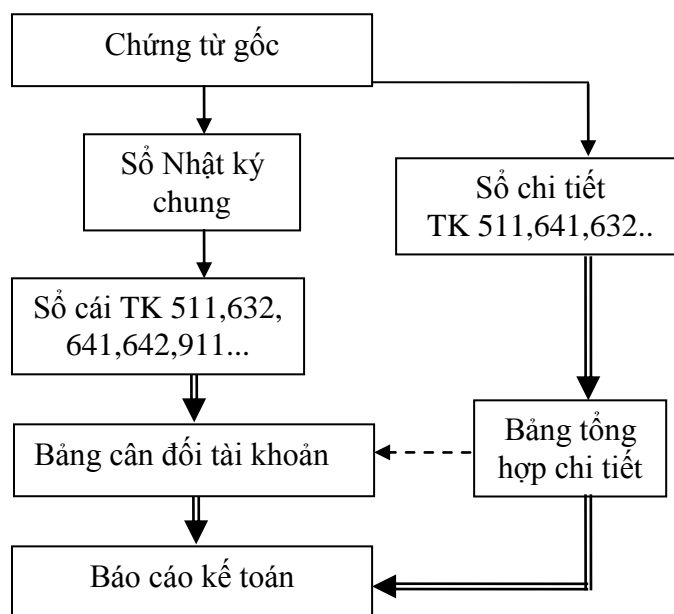 Chứng từ gốc
Sổ Nhật ký
chung
Sổ chi tiết
TK 511,641,632..
Sổ cái TK 511,632,
641,642,911...
Bảng cân đối tài khoản
Bảng tổng
hợp chi tiết
Báo cáo kế toán